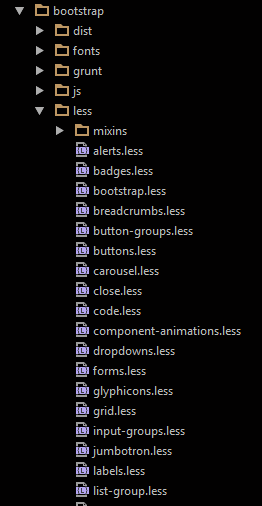 bootstrap
dist
fonts
grunt
js
less
mixins
alerts.less
badges.less
bootstrap.less
breadcrumbs.less
button-groups.less
buttons.less
carousel.less
close.less
code.less
component-animations.less
dropdowns.less
forms.less
glyphicons.less
grid.less
input-groups.less
jumbotron.less
labels.less
list-group.less